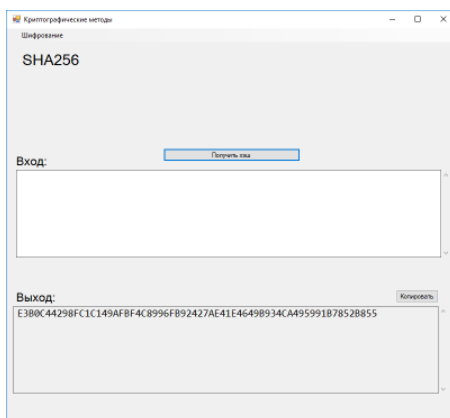 Криптографические методы
Шифрование
SHA256
Получить хэш
Вход:
Выход:
Копировать
E3B0C44298FC1C149AFBF4C8996FB92427AE41E4649B934CA495991B7852B855